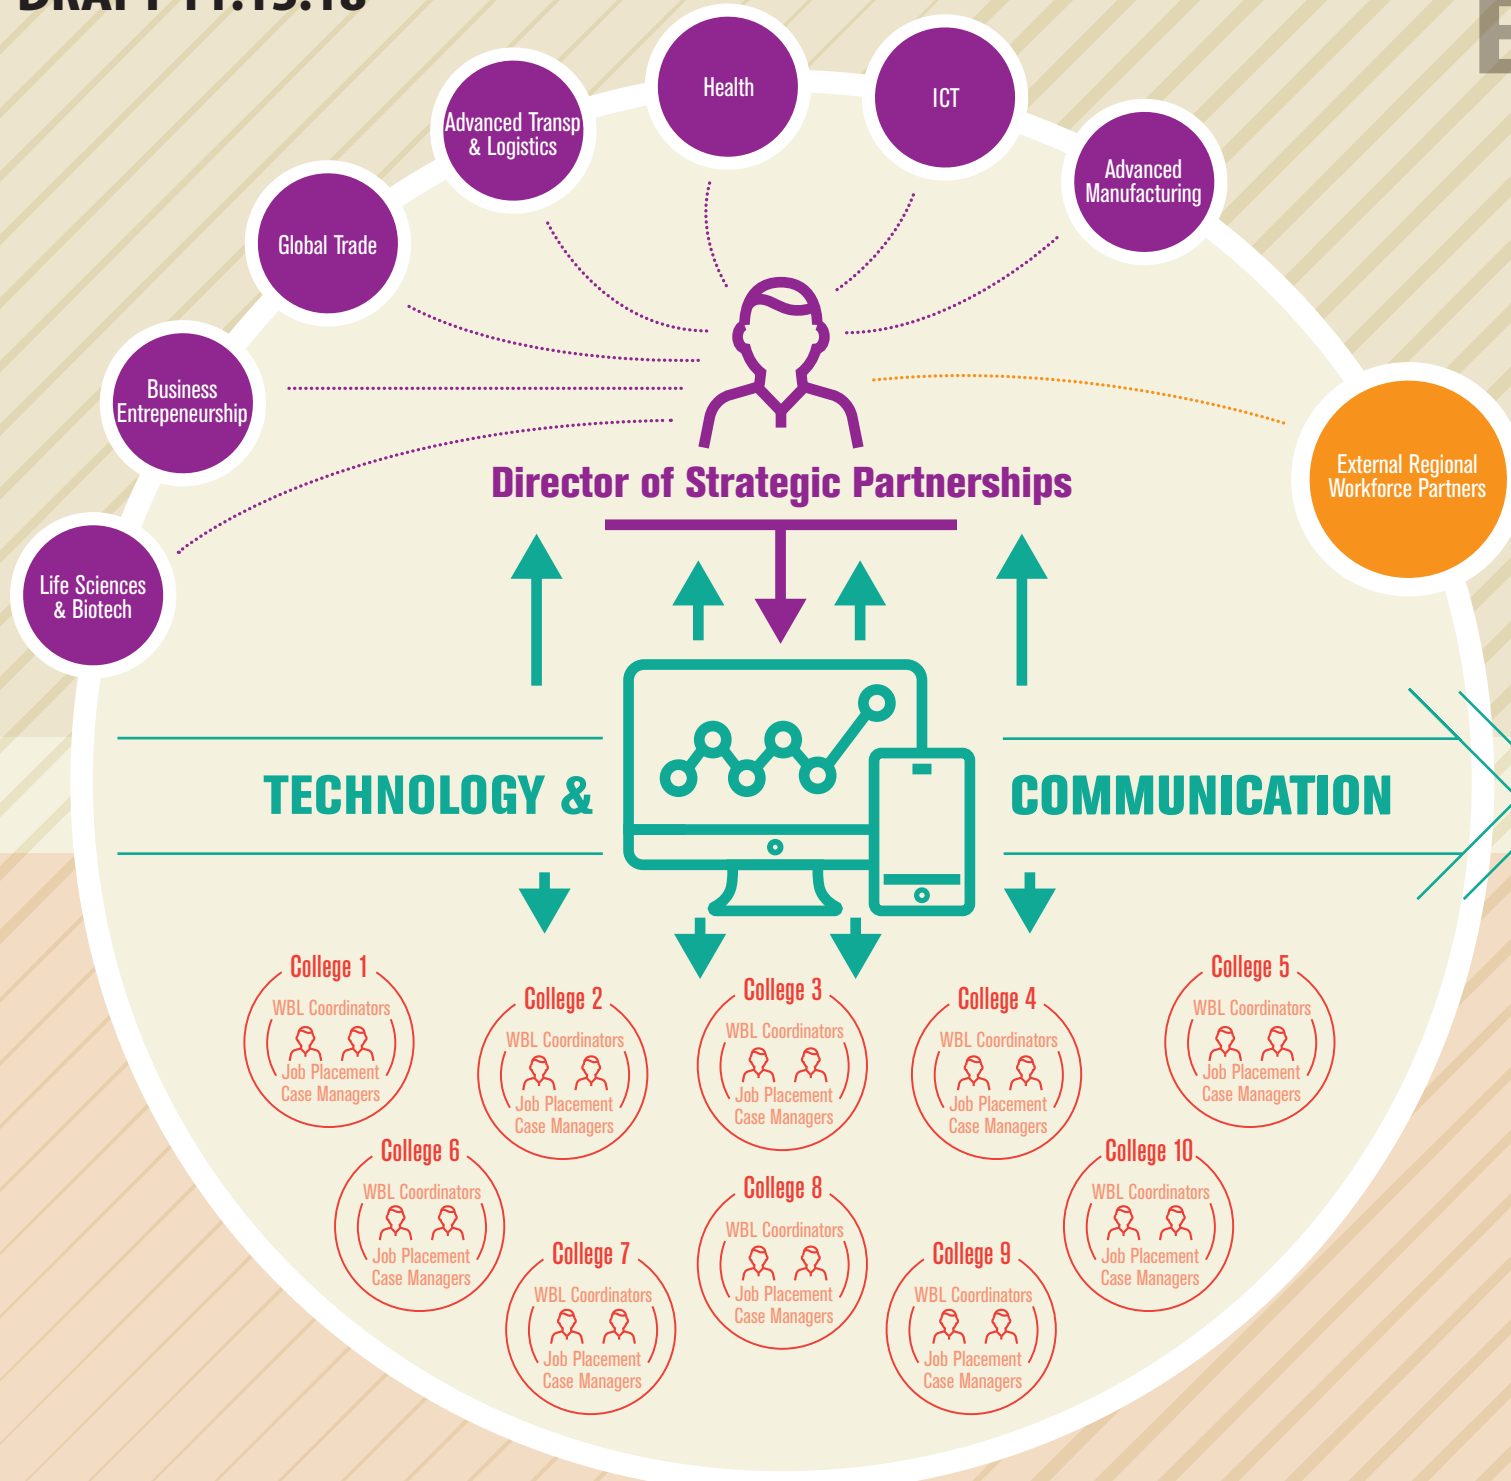 DRAFT 11.15.18
Health
ICT
Advanced Transp
& Logistics
Advanced
Manufacturing
Global Trade
Business
Entrepeneurship
External Regional
Workforce Partners
Life Sciences
& Biotech
Director of Strategic Partnerships
TECHNOLOGY &
COMMUNICATION
College 1
WBL Coordinators
Job Placement
Case Managers
College 2
WBL Coordinators
Job Placement
Case Managers
College 3
WBL Coordinators
Job Placement
Case Managers
College 4
WBL Coordinators
Job Placement
Case Managers
College 5
WBL Coordinators
Job Placement
Case Managers
College 6
WBL Coordinators
Job Placement
Case Managers
College 7
WBL Coordinators
Job Placement
Case Managers
College 8
WBL Coordinators
Job Placement
Case Managers
College 9
WBL Coordinators
Job Placement
Case Managers
College 10
WBL Coordinators
Job Placement
Case Managers